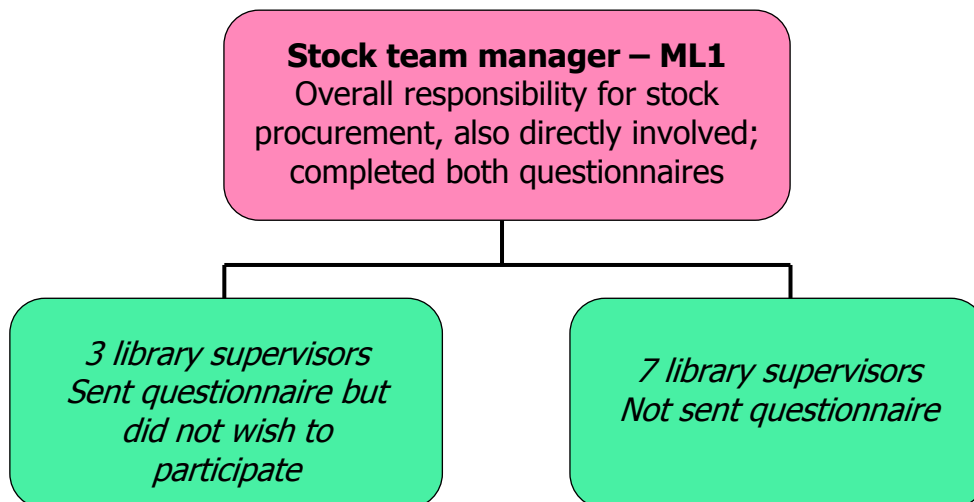 Stock team manager – ML1
Overall responsibility for stock
procurement, also directly involved;
completed both questionnaires
3 library supervisors
Sent questionnaire but
did not wish to
participate
7 library supervisors
Not sent questionnaire